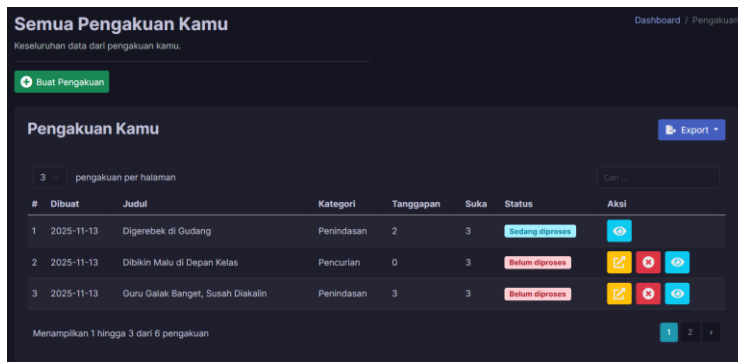 Semua Pengakuan Kamu
Dashboard / Pengakuan
Keseluruhan data dari pengakuan kamu.
Buat Pengakuan
Pengakuan Kamu
Export
3 pengakuan per halaman
Cari...
# Dibuat Judul Kategori Tanggapan Suka Status Aksi
1 2025-11-13 Digerebek di Gudang Penindasan 2 3 Sedang diproses
2 2025-11-13 Dibikin Malu di Depan Kelas Pencurian 0 3 Belum diproses
3 2025-11-13 Guru Galak Banget, Susah Diakalin Penindasan 3 3 Belum diproses
Menampilkan 1 hingga 3 dari 6 pengakuan
1 2 ›